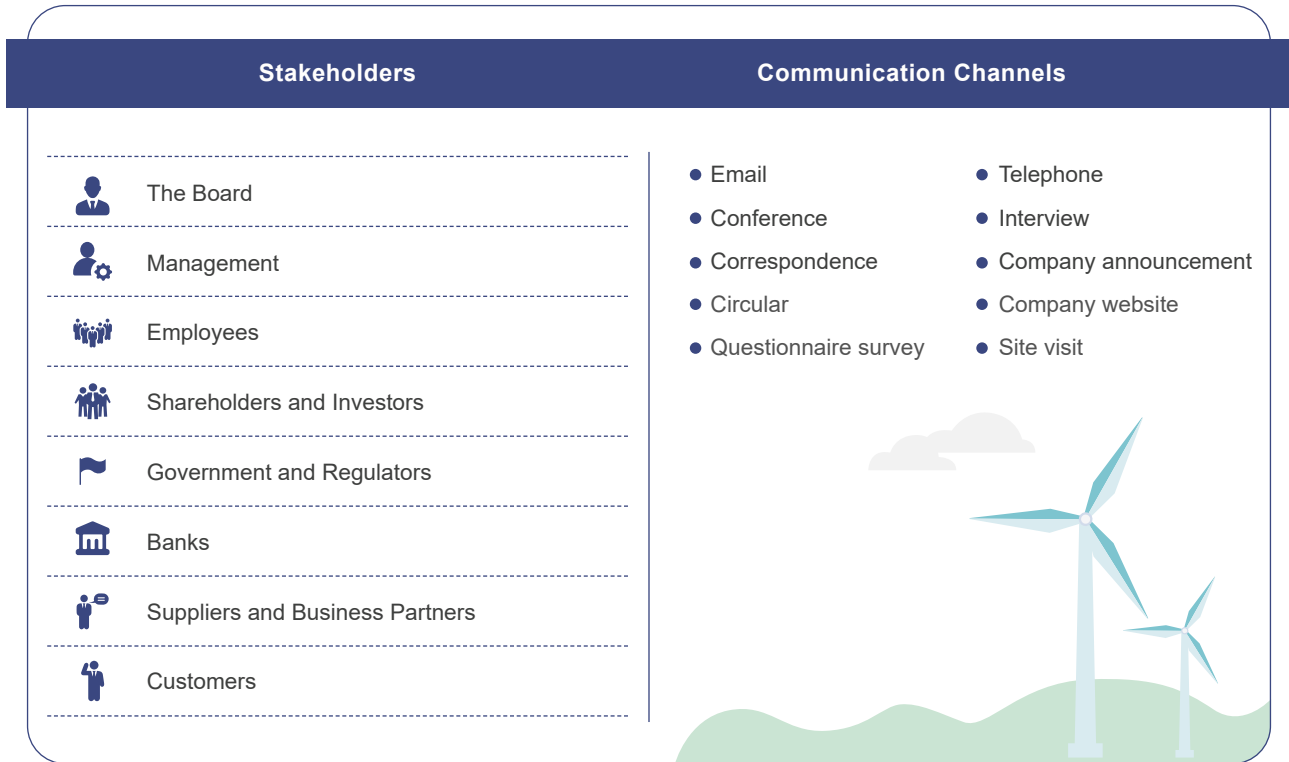 Stakeholders
Communication Channels
The Board
Management
Employees
Shareholders and Investors
Government and Regulators
Banks
Suppliers and Business Partners
Customers
Email
Conference
Correspondence
Circular
Questionnaire survey
Telephone
Interview
Company announcement
Company website
Site visit